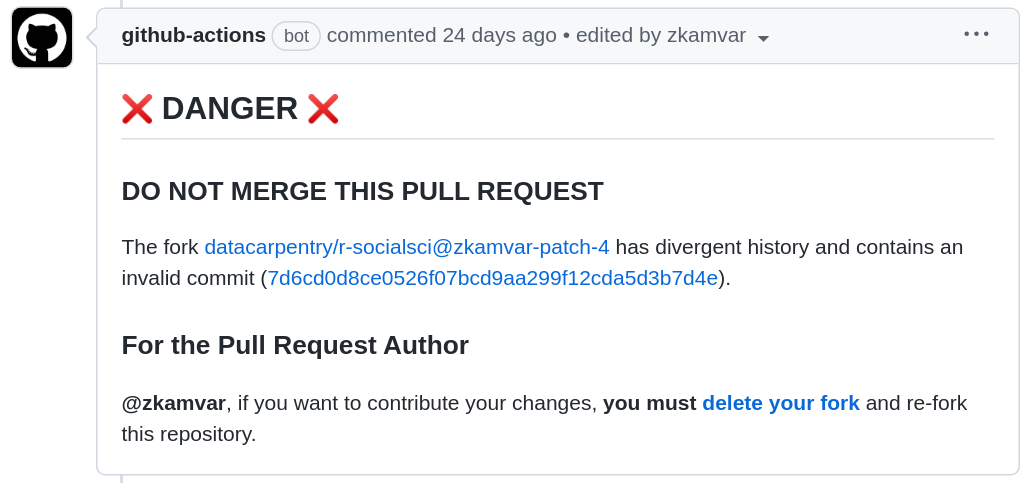 github-actions bot commented 24 days ago • edited by zkamvar
❌ DANGER ❌
DO NOT MERGE THIS PULL REQUEST
The fork datacarpentry/r-socialsci@zkamvar-patch-4 has divergent history and contains an
invalid commit (7d6cd0d8ce0526f07bcd9aa299f12cda5d3b7d4e).
For the Pull Request Author
@zkamvar, if you want to contribute your changes, you must delete your fork and re-fork
this repository.